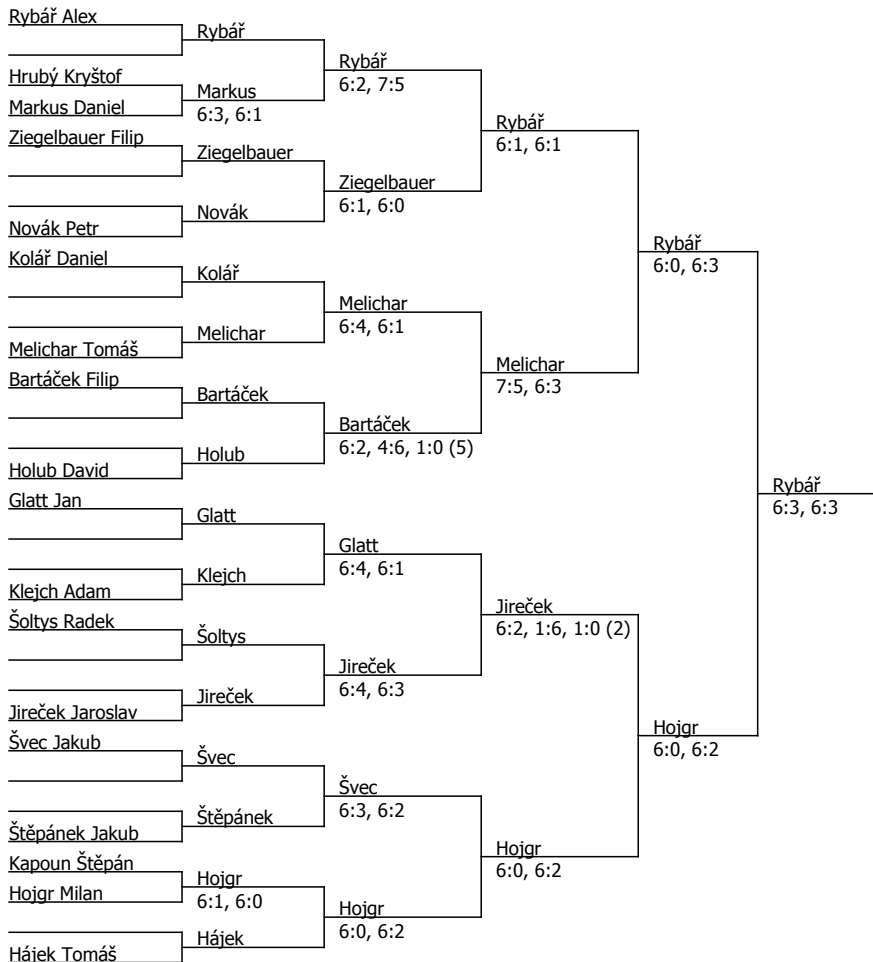 Rybář Alex
Hrubý Kryštof
Markus Daniel
Ziegelbauer Filip
Novák Petr
Kolář Daniel
Melichar Tomáš
Bartáček Filip
Holub David
Glatt Jan
Klejch Adam
Šoltys Radek
Jireček Jaroslav
Švec Jakub
Štěpánek Jakub
Kapoun Štěpán
Hojgr Milan
Hájek Tomáš
Rybář
Markus
6:3, 6:1
Ziegelbauer
Novák
Kolář
Melichar
Bartáček
Holub
Glatt
Klejch
Šoltys
Jireček
Švec
Štěpánek
Hojgr
6:1, 6:0
Hájek
Rybář
6:2, 7:5
Ziegelbauer
6:1, 6:0
Melichar
6:4, 6:1
Bartáček
6:2, 4:6, 1:0 (5)
Glatt
6:4, 6:1
Jireček
6:4, 6:3
Švec
6:3, 6:2
Hojgr
6:0, 6:2
Rybář
6:1, 6:1
Melichar
7:5, 6:3
Jireček
6:2, 1:6, 1:0 (2)
Hojgr
6:0, 6:2
Rybář
6:0, 6:3
Hojgr
6:0, 6:2
Rybář
6:3, 6:3